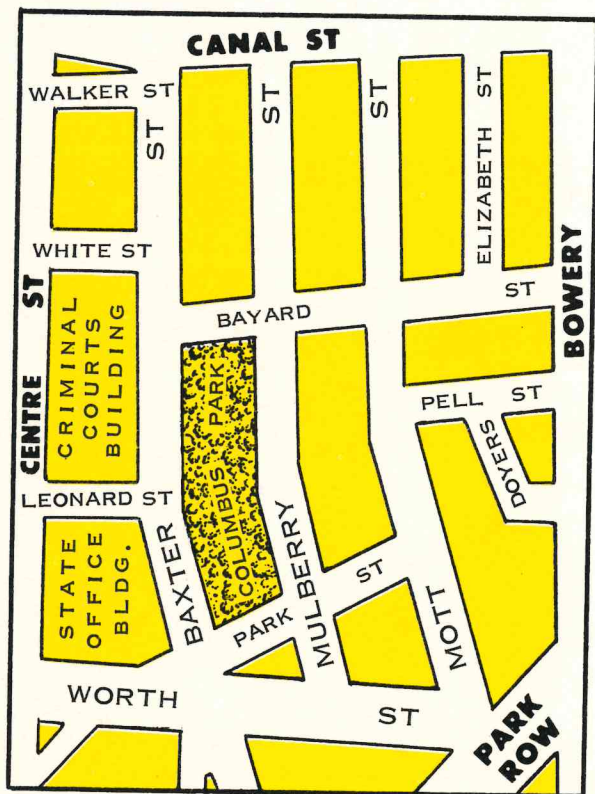 CANAL ST
WALKER ST
ST
ST
ST
ELIZABETH ST
WHITE ST
BAYARD ST
BOWERY
CENTRE ST
CRIMINAL
COURTS
BUILDING
COLUMBUS PARK
PELL ST
DOYERS
LEONARD ST
STATE
OFFICE
BLDG.
BAXTER
MULBERRY
MOTT
PARK ST
WORTH ST
PARK
ROW